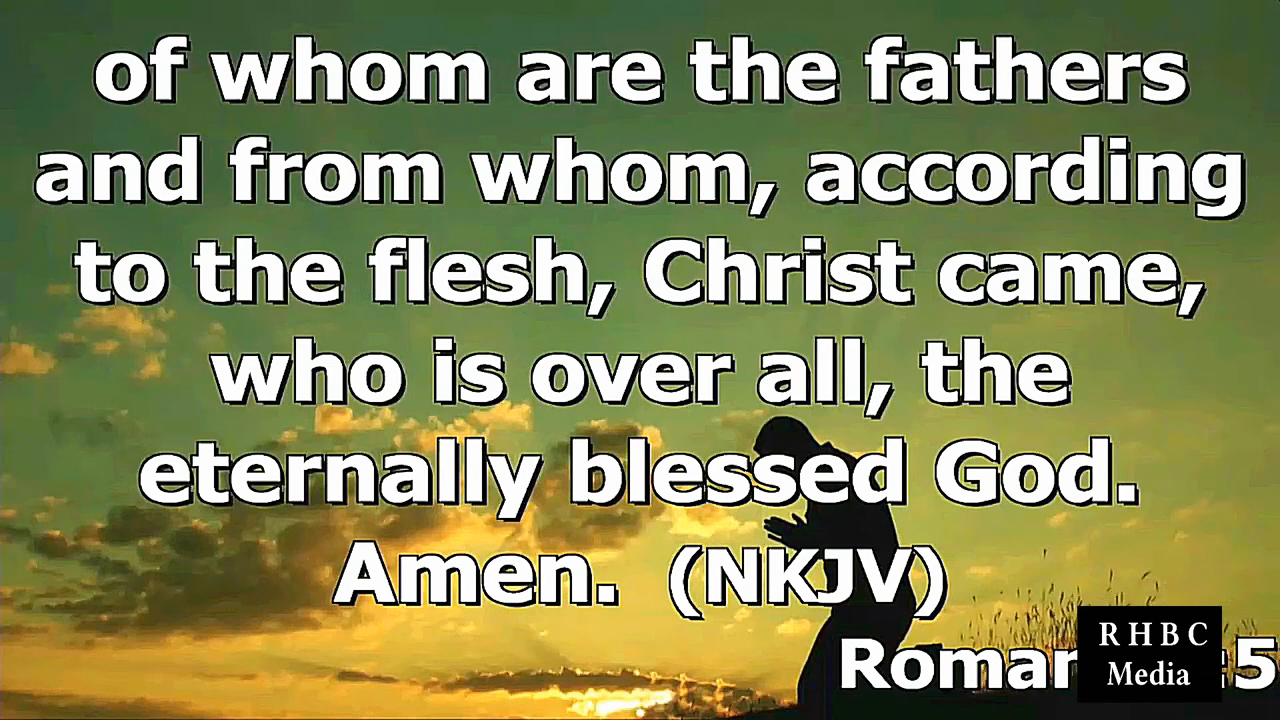 of whom are the fathers
and from whom, according
to the flesh, Christ came,
who is over all, the
eternally blessed God.
Amen. (NKJV)
:5
RHBC
Media